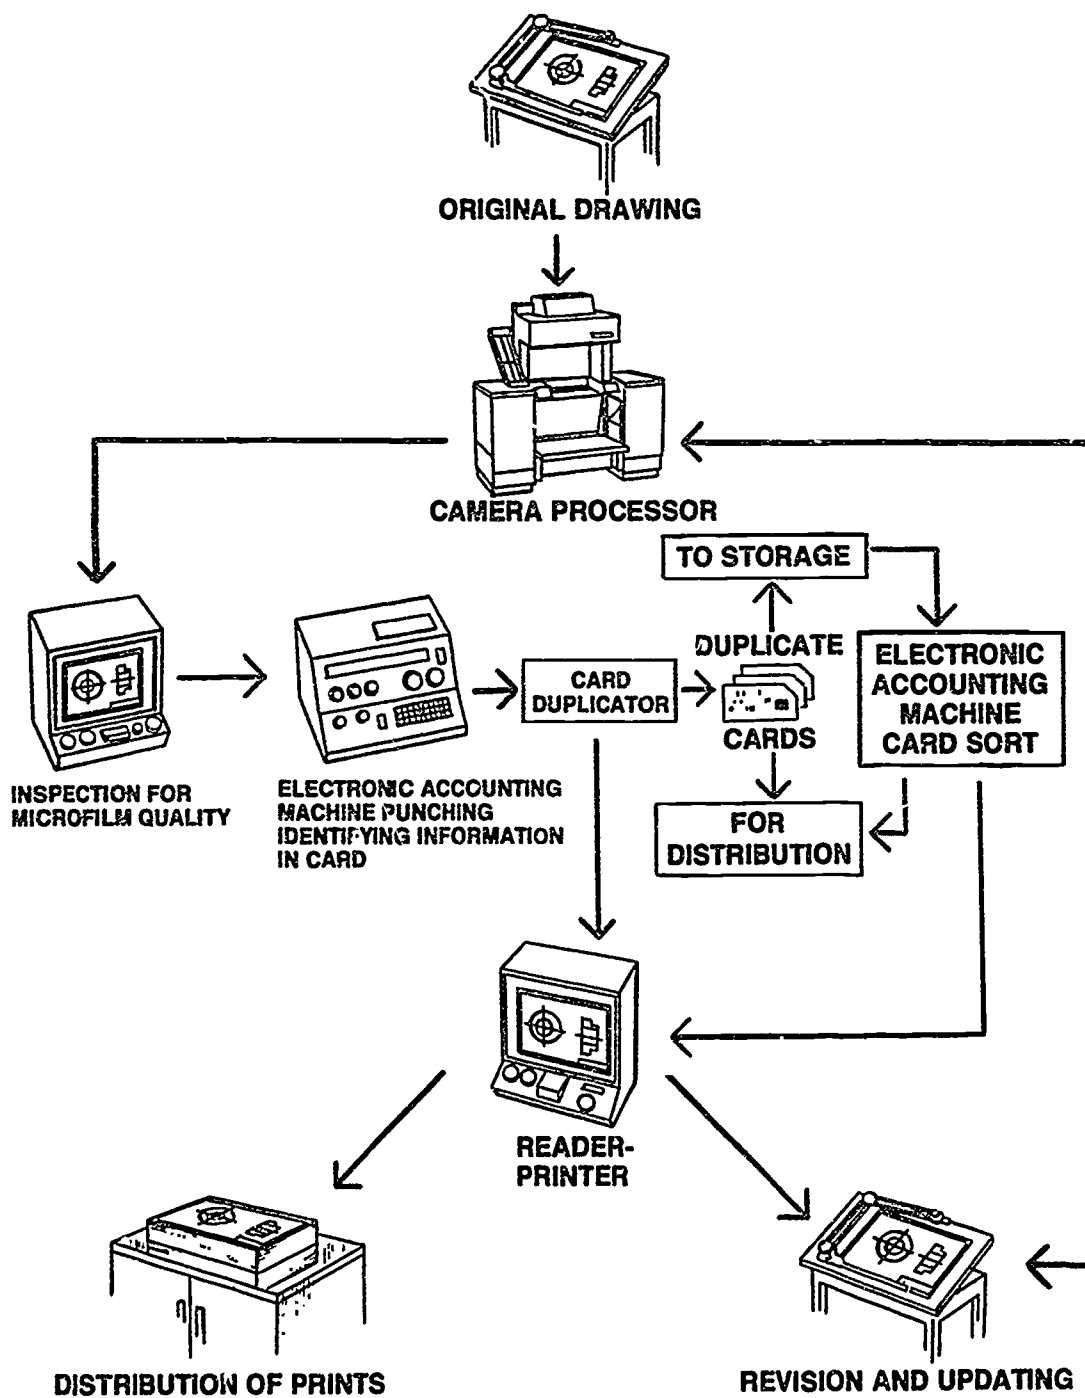 ORIGINAL DRAWING
CAMERA PROCESSOR
TO STORAGE
DUPLICATE
CARDS
ELECTRONIC
ACCOUNTING
MACHINE
CARD SORT
CARD
DUPLICATOR
INSPECTION FOR
MICROFILM QUALITY
ELECTRONIC ACCOUNTING
MACHINE PUNCHING
IDENTIFYING INFORMATION
IN CARD
FOR
DISTRIBUTION
READER-
PRINTER
DISTRIBUTION OF PRINTS
REVISION AND UPDATING